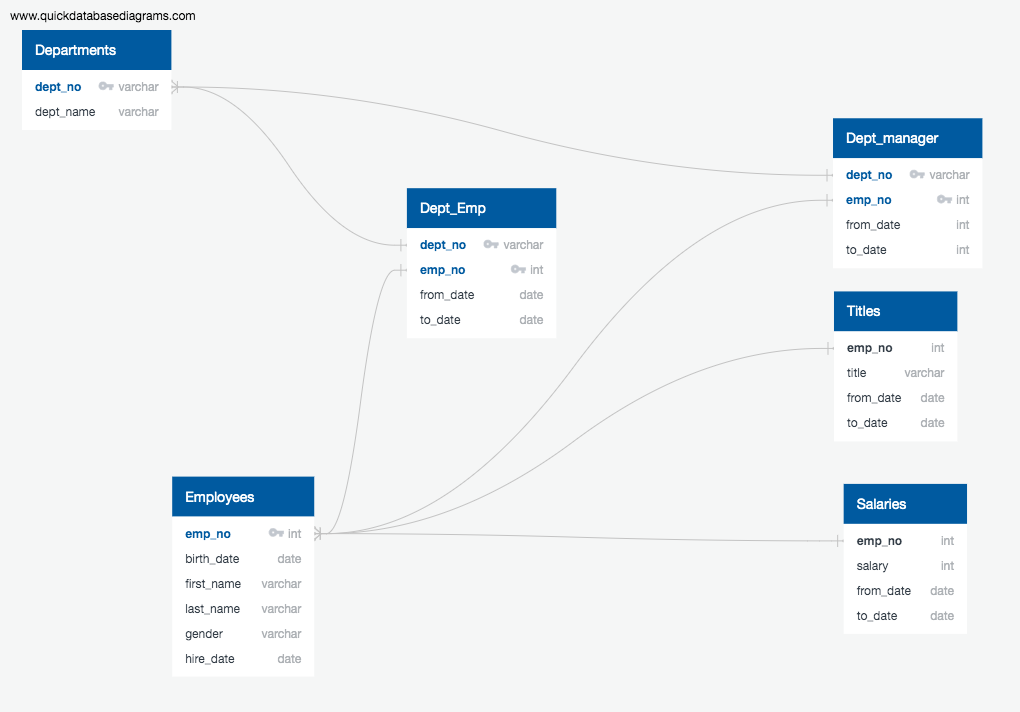 www.quickdatabasediagrams.com
Departments
dept_no varchar
dept_name varchar
Dept_manager
dept_no varchar
emp_no int
from_date int
to_date int
Dept_Emp
dept_no varchar
emp_no int
from_date date
to_date date
Titles
emp_no int
title varchar
from_date date
to_date date
Employees
emp_no int
birth_date date
first_name varchar
last_name varchar
gender varchar
hire_date date
Salaries
emp_no int
salary int
from_date date
to_date date